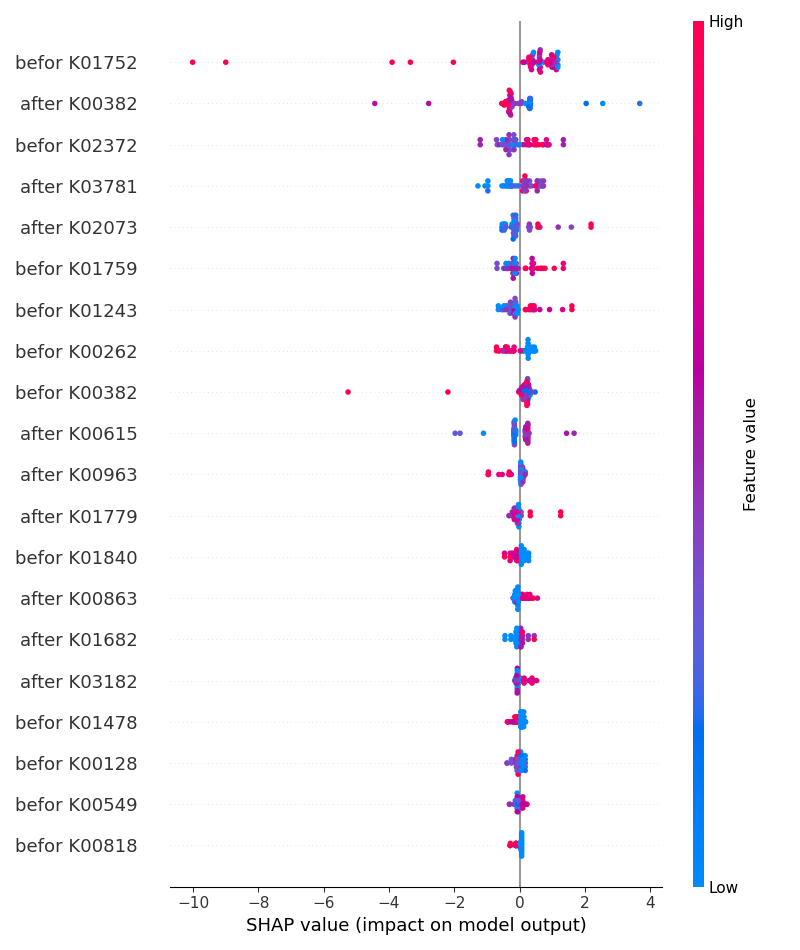 High
befor K01752
after K00382
befor K02372
after K03781
after K02073
befor K01759
befor K01243
befor K00262
befor K00382
after K00615
after K00963
after K01779
befor K01840
after K00863
after K01682
after K03182
befor K01478
befor K00128
befor K00549
befor K00818
Feature value
Low
−10 −8 −6 −4 −2 0 2 4
SHAP value (impact on model output)